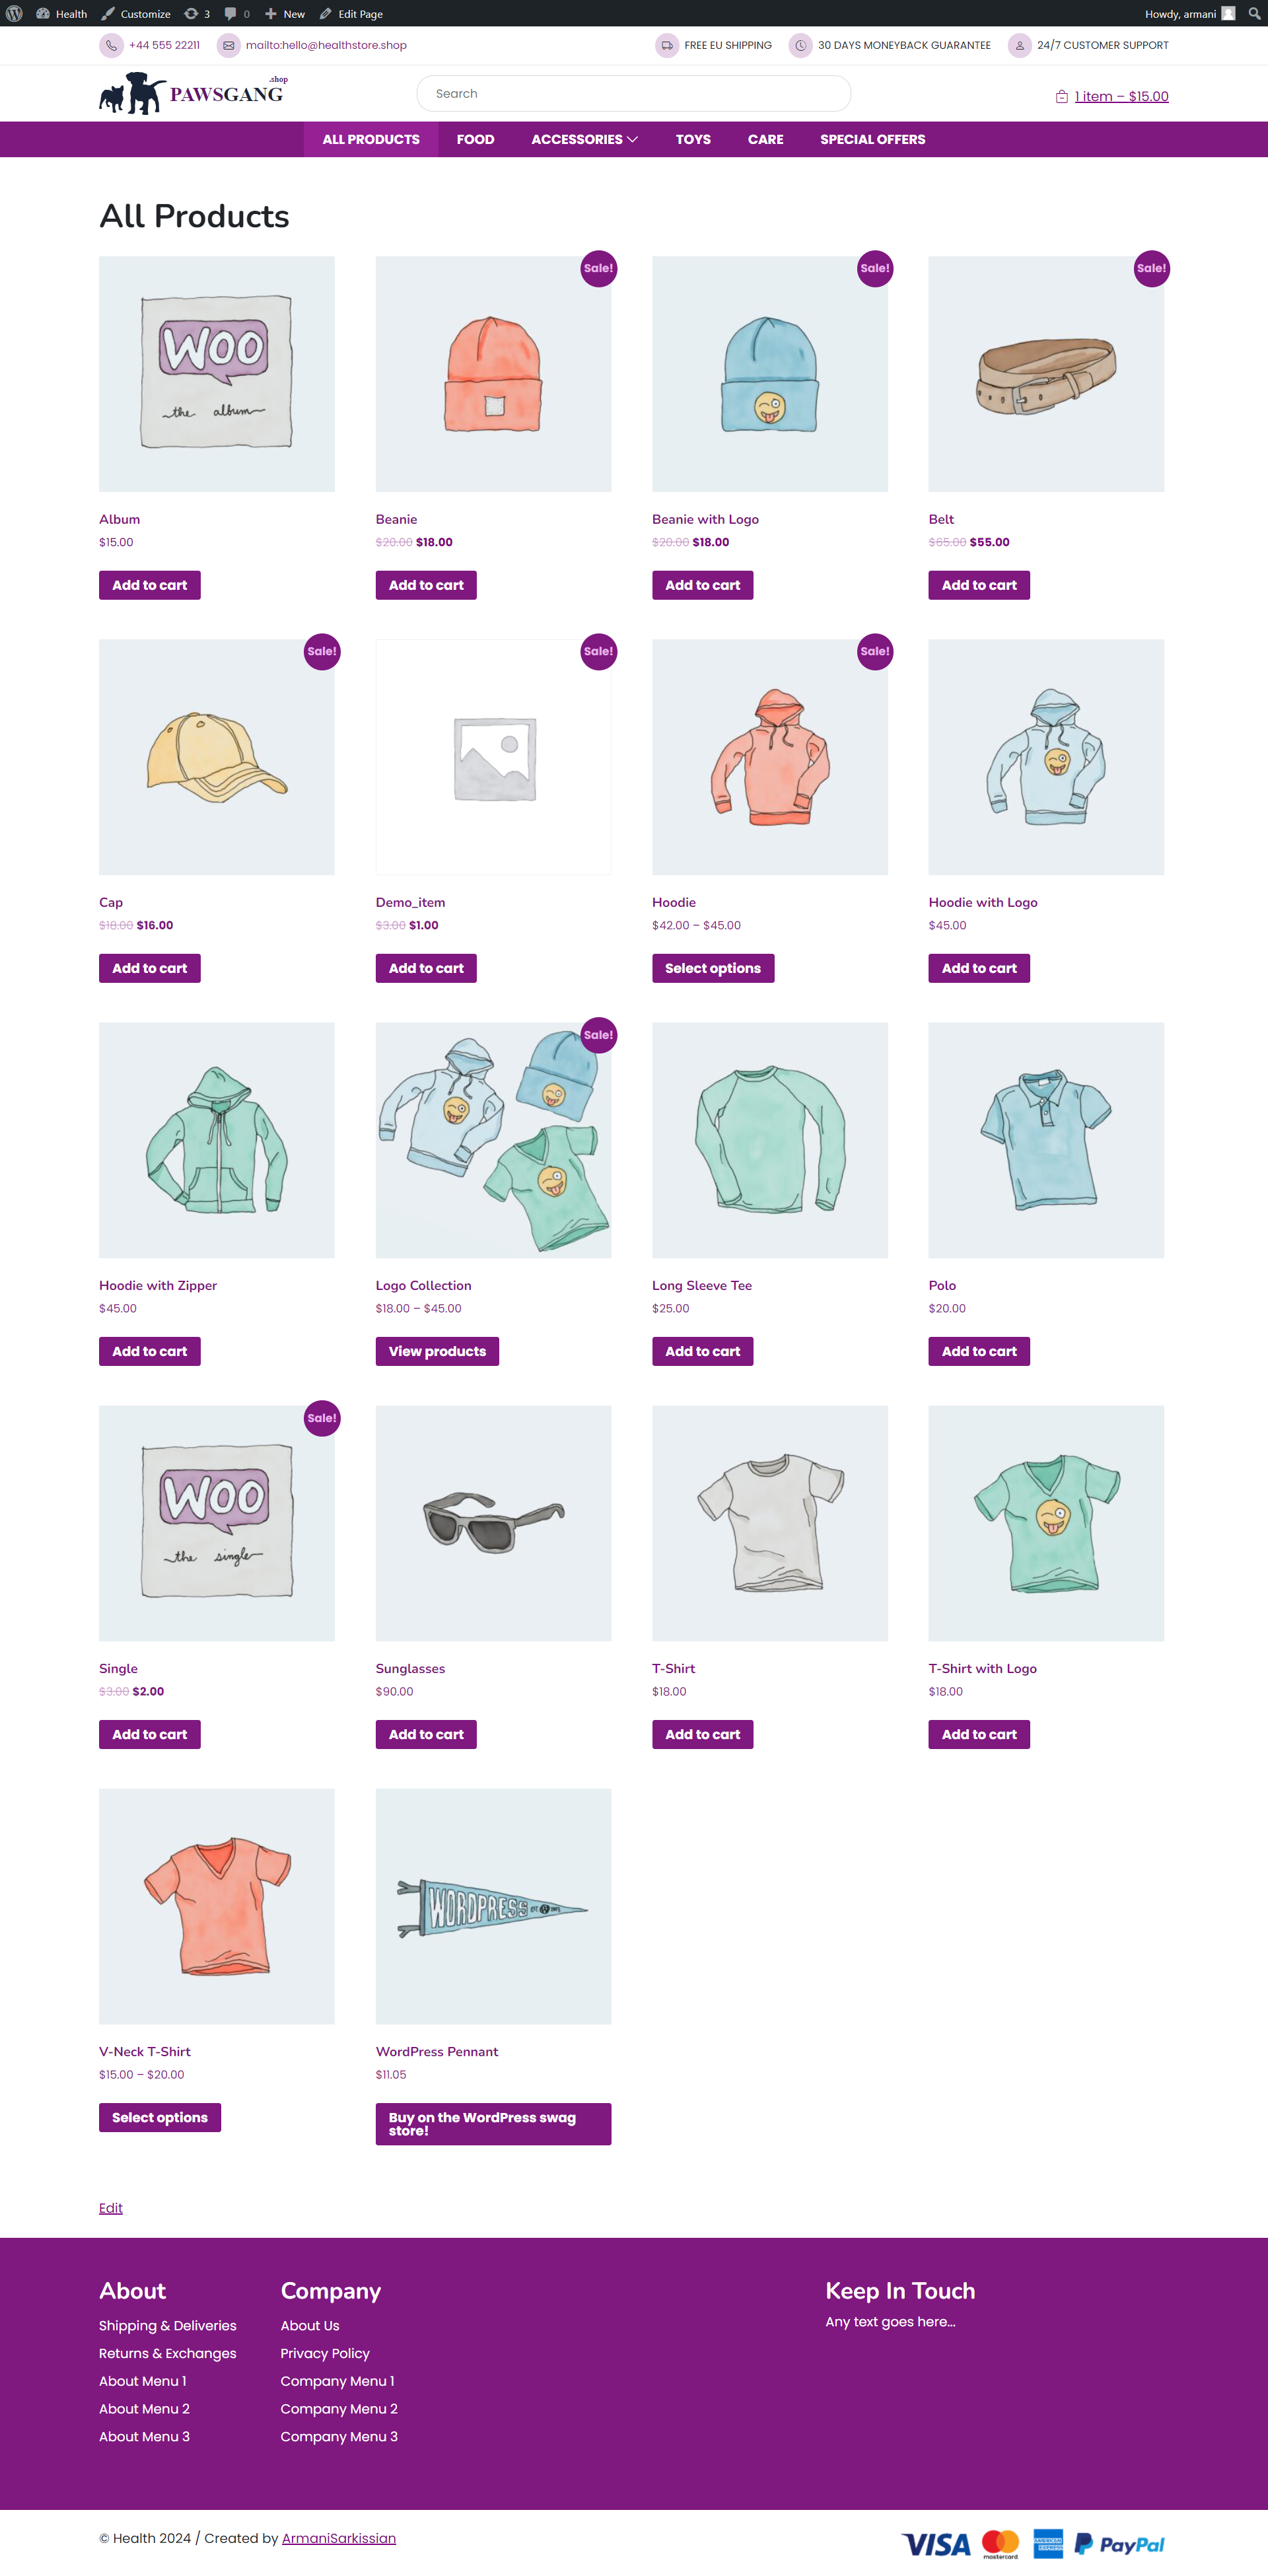 Health Customize 3 0 New Edit Page Howdy, armani
+44 555 22211 mailto:hello@healthstore.shop FREE EU SHIPPING 30 DAYS MONEYBACK GUARANTEE 24/7 CUSTOMER SUPPORT
PAWSGANG .shop Search 1 item – $15.00
ALL PRODUCTS FOOD ACCESSORIES TOYS CARE SPECIAL OFFERS
All Products
Sale! Sale! Sale!
WOO
the album
Album Beanie Beanie with Logo Belt
$15.00 $20.00 $18.00 $20.00 $18.00 $65.00 $55.00
Add to cart Add to cart Add to cart Add to cart
Sale! Sale! Sale!
Cap Demo_item Hoodie Hoodie with Logo
$18.00 $16.00 $3.00 $1.00 $42.00 – $45.00 $45.00
Add to cart Add to cart Select options Add to cart
Sale!
Hoodie with Zipper Logo Collection Long Sleeve Tee Polo
$45.00 $18.00 – $45.00 $25.00 $20.00
Add to cart View products Add to cart Add to cart
Sale!
WOO
the single
Single Sunglasses T-Shirt T-Shirt with Logo
$3.00 $2.00 $90.00 $18.00 $18.00
Add to cart Add to cart Add to cart Add to cart
WORDPRESS
V-Neck T-Shirt WordPress Pennant
$15.00 – $20.00 $11.05
Select options Buy on the WordPress swag
store!
Edit
About Company Keep In Touch
Shipping & Deliveries About Us Any text goes here...
Returns & Exchanges Privacy Policy
About Menu 1 Company Menu 1
About Menu 2 Company Menu 2
About Menu 3 Company Menu 3
© Health 2024 / Created by ArmaniSarkissian VISA mastercard AMERICAN EXPRESS PayPal